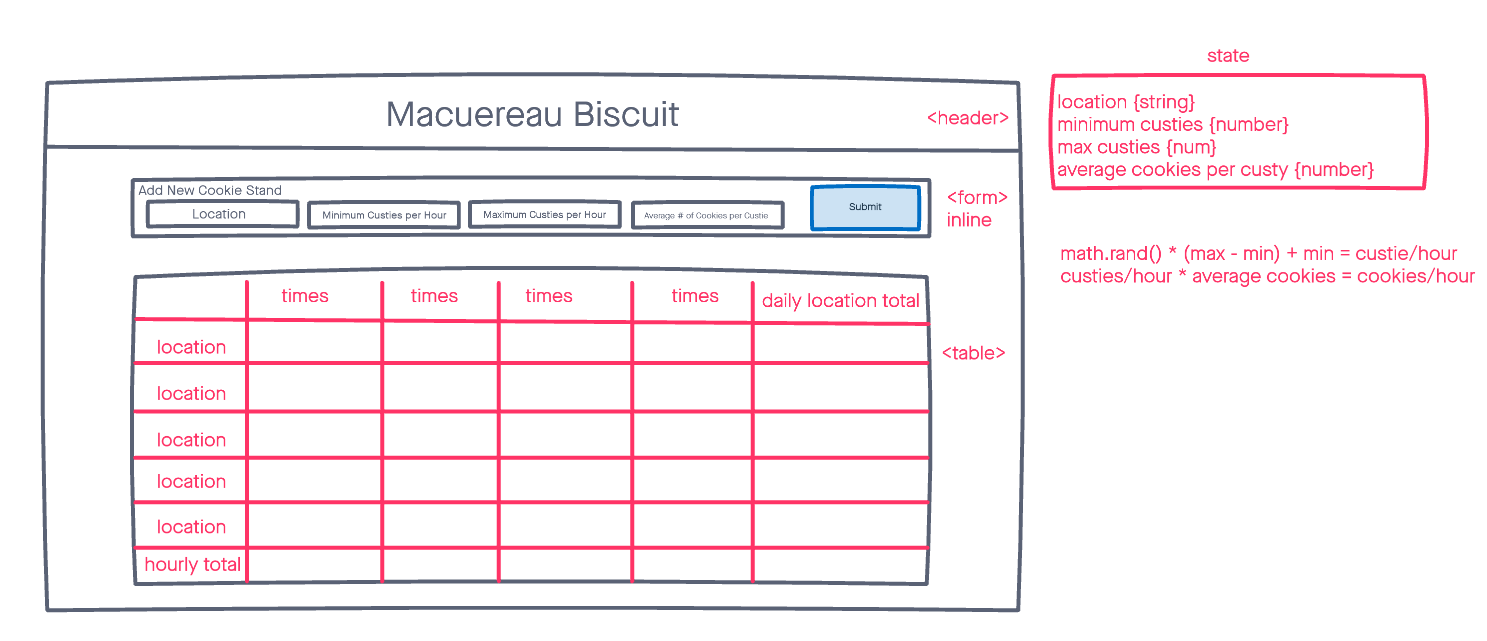 state
Macuereau Biscuit
<header>
location {string}
minimum custies {number}
max custies {num}
average cookies per custy {number}
Add New Cookie Stand
Location
Minimum Custies per Hour
Maximum Custies per Hour
Average # of Cookies per Custie
Submit
<form>
inline
math.rand() * (max - min) + min = custie/hour
custies/hour * average cookies = cookies/hour
times times times times daily location total
location
<table>
location
location
location
location
hourly total